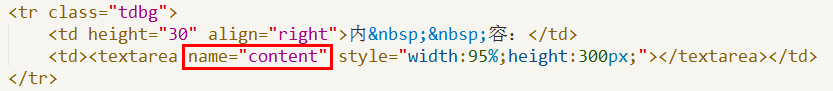 <tr class="tdbg">
<td height="30" align="right">内&nbsp;&nbsp;容：</td>
<td><textarea name="content" style="width:95%;height:300px;"></textarea></td>
</tr>